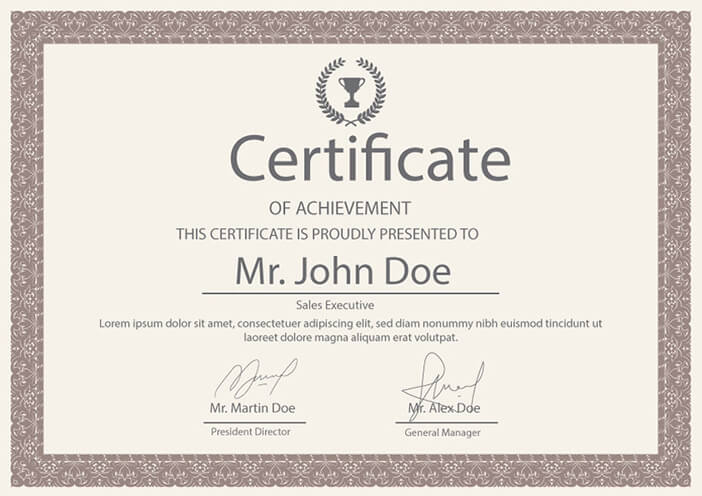 Certificate
OF ACHIEVEMENT
THIS CERTIFICATE IS PROUDLY PRESENTED TO
Mr. John Doe
Sales Executive
Lorem ipsum dolor sit amet, consectetuer adipiscing elit, sed diam nonummy nibh euismod tincidunt ut
laoreet dolore magna aliquam erat volutpat.
Mr. Martin Doe
President Director
Mr. Alex Doe
General Manager